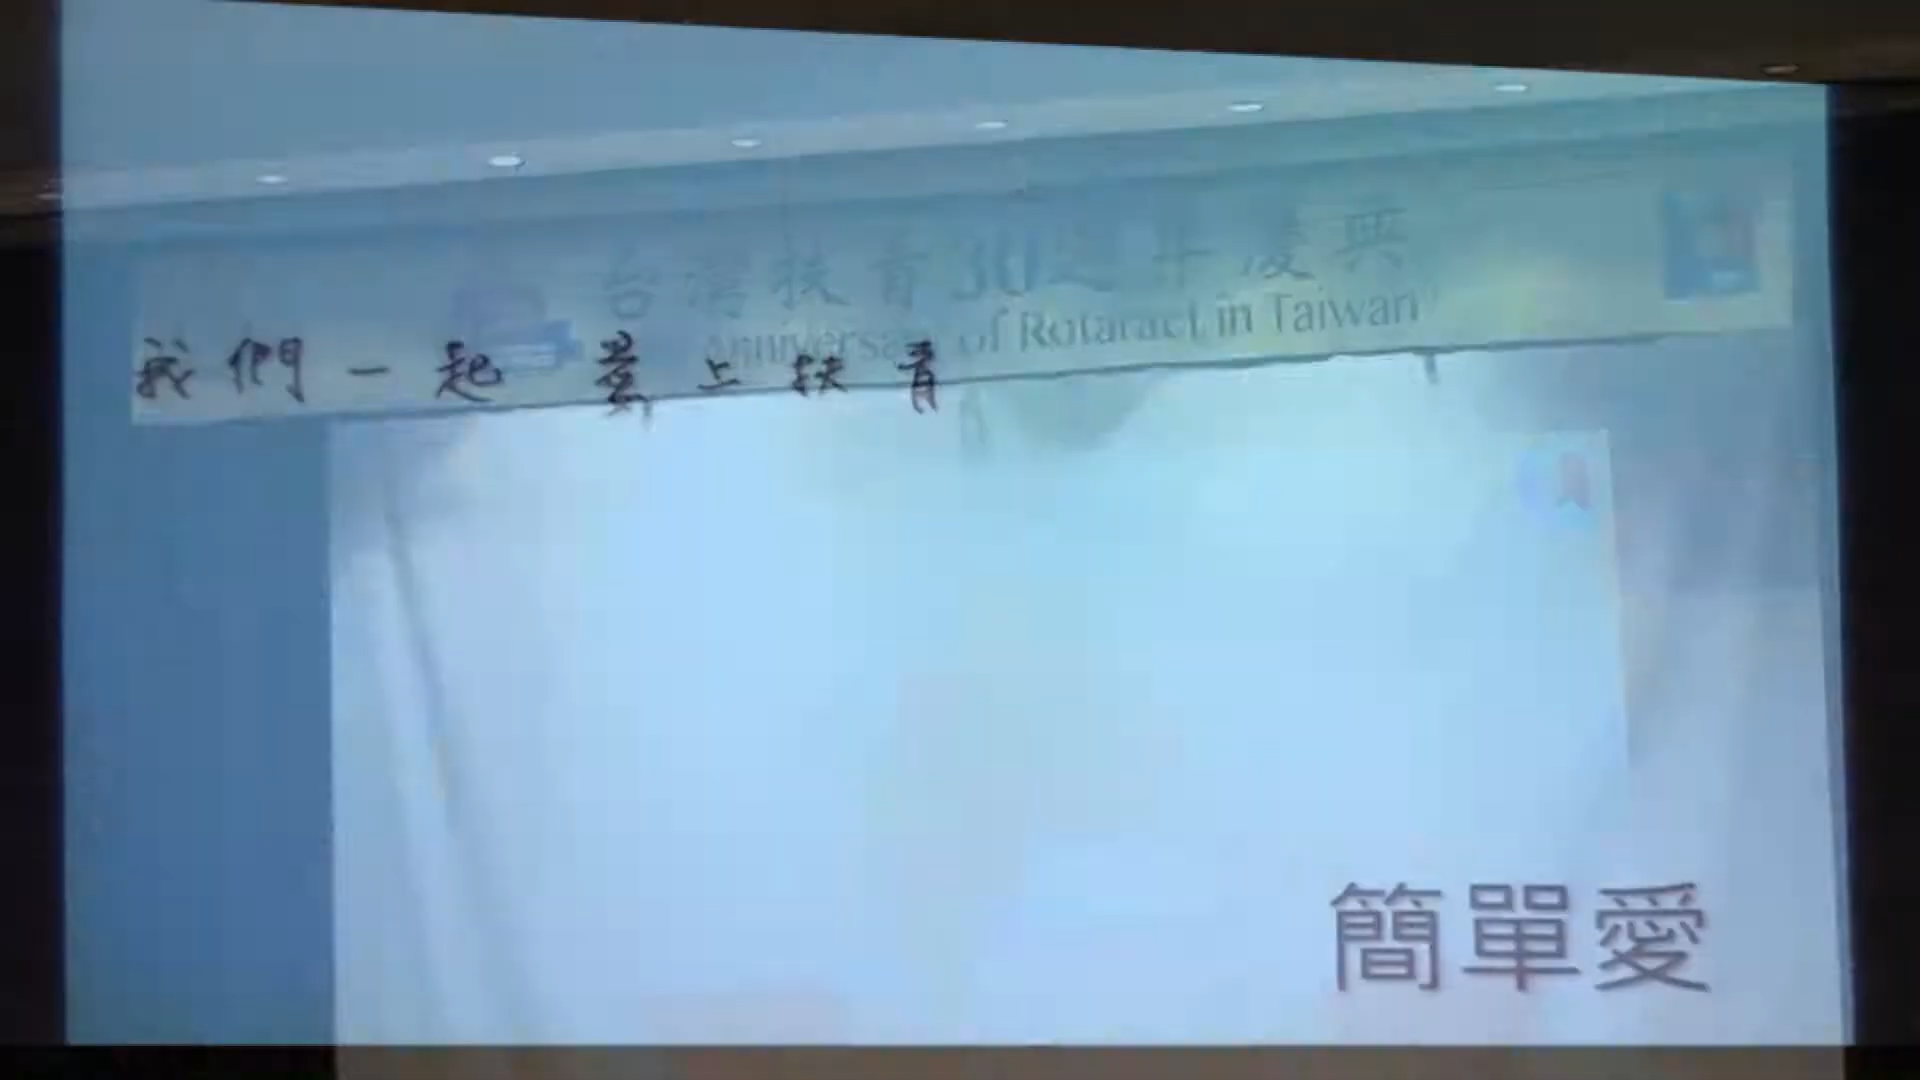 台灣扶青30週年慶典
Anniversary of Rotaract in Taiwan
我們一起 上扶青
簡單愛